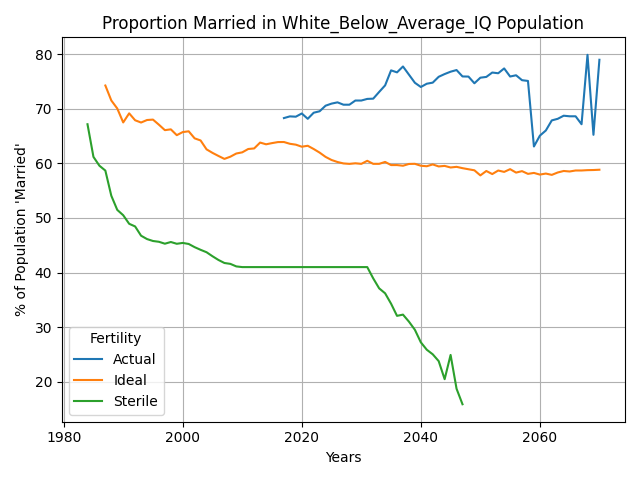 Proportion Married in White_Below_Average_IQ Population
% of Population 'Married'
80
70
60
50
40
30
20
Fertility
Actual
Ideal
Sterile
1980
2000
2020
2040
2060
Years